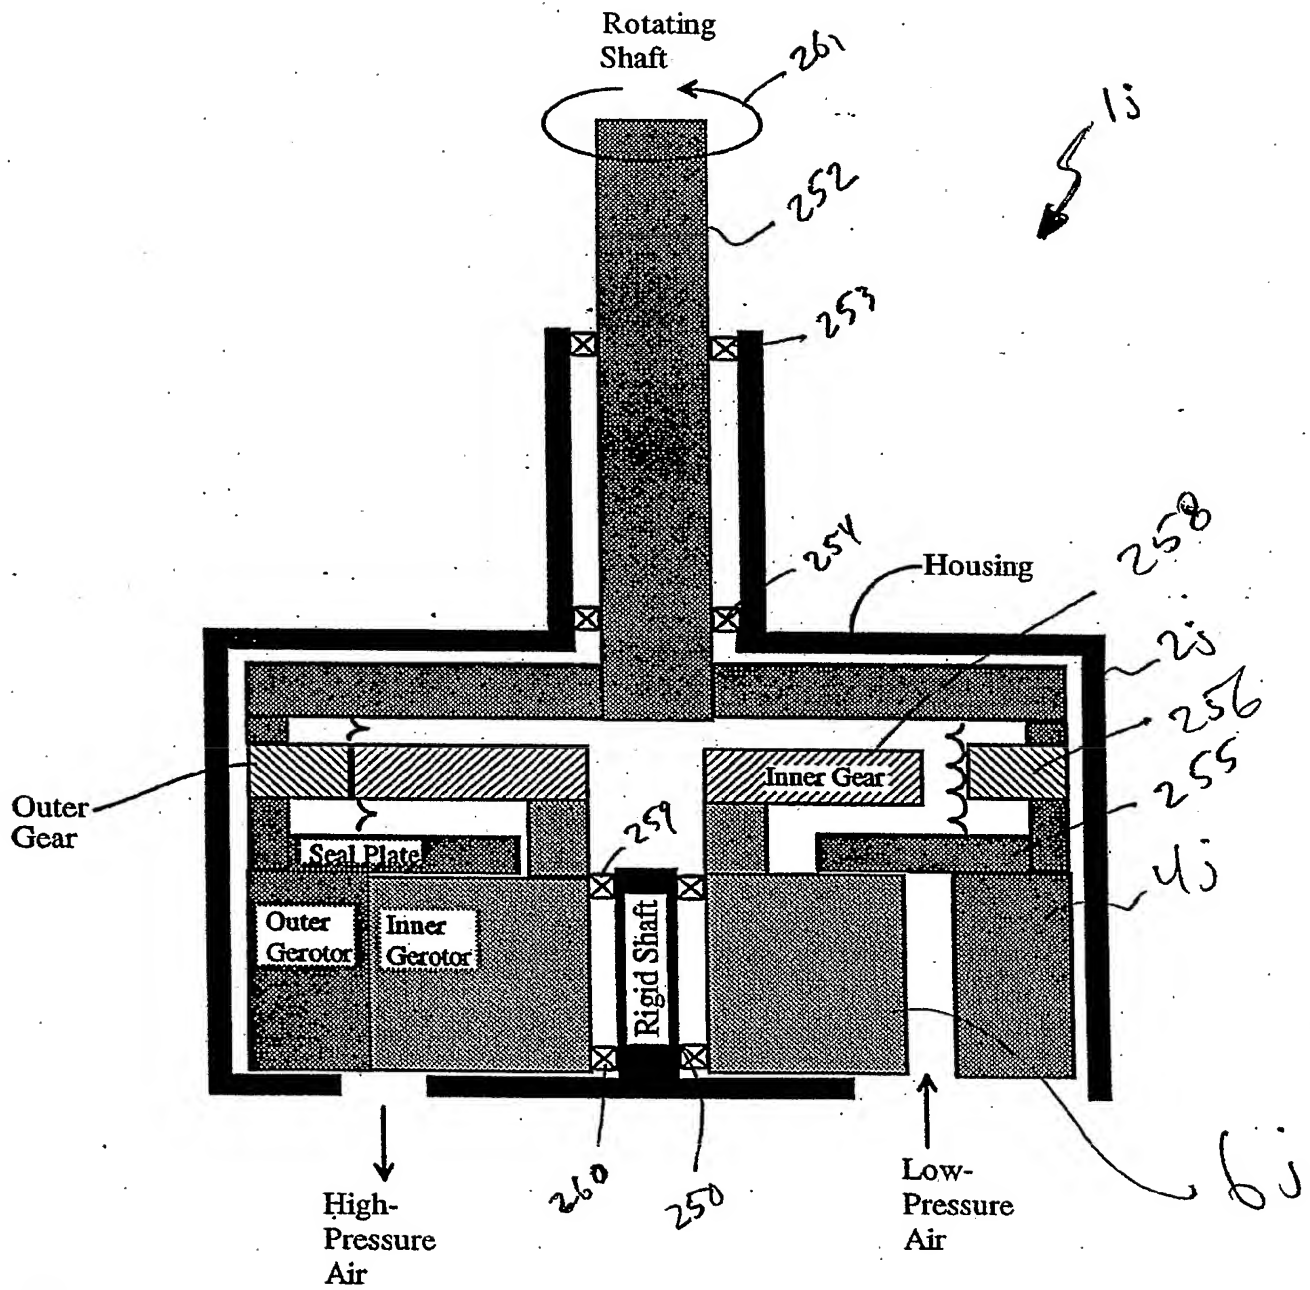 Rotating
Shaft
261
1j
252
253
254
Housing
258
2j
256
Inner Gear
255
Outer
Gear
259
Seal Plate
4j
Outer
Gerotor
Inner
Gerotor
Rigid Shaft
260
250
Low-
Pressure
Air
6j
High-
Pressure
Air